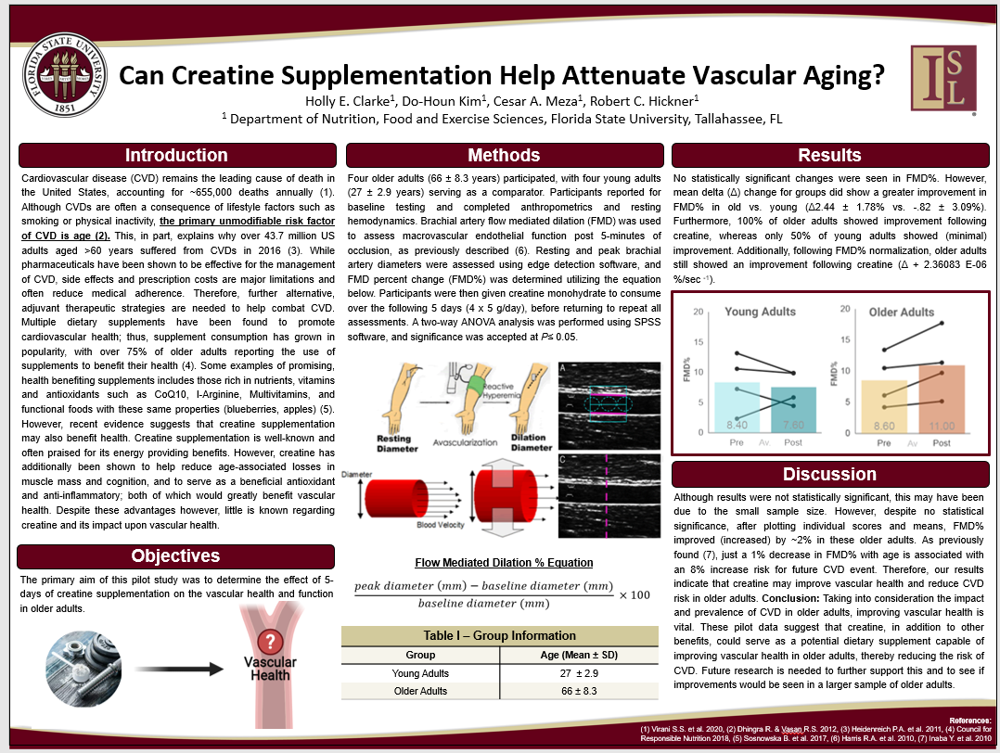 FLORIDA STATE UNIVERSITY
1851
ISL
Can Creatine Supplementation Help Attenuate Vascular Aging?
Holly E. Clarke1, Do-Houn Kim1, Cesar A. Meza1, Robert C. Hickner1
1 Department of Nutrition, Food and Exercise Sciences, Florida State University, Tallahassee, FL
Introduction
Cardiovascular disease (CVD) remains the leading cause of death in
the United States, accounting for ~655,000 deaths annually (1).
Although CVDs are often a consequence of lifestyle factors such as
smoking or physical inactivity, the primary unmodifiable risk factor
of CVD is age (2). This, in part, explains why over 43.7 million US
adults aged >60 years suffered from CVDs in 2016 (3). While
pharmaceuticals have been shown to be effective for the management
of CVD, side effects and prescription costs are major limitations and
often reduce medical adherence. Therefore, further alternative,
adjuvant therapeutic strategies are needed to help combat CVD.
Multiple dietary supplements have been found to promote
cardiovascular health; thus, supplement consumption has grown in
popularity, with over 75% of older adults reporting the use of
supplements to benefit their health (4). Some examples of promising,
health benefiting supplements includes those rich in nutrients, vitamins
and antioxidants such as CoQ10, l-Arginine, Multivitamins, and
functional foods with these same properties (blueberries, apples) (5).
However, recent evidence suggests that creatine supplementation
may also benefit health. Creatine supplementation is well-known and
often praised for its energy providing benefits. However, creatine has
additionally been shown to help reduce age-associated losses in
muscle mass and cognition, and to serve as a beneficial antioxidant
and anti-inflammatory; both of which would greatly benefit vascular
health. Despite these advantages however, little is known regarding
creatine and its impact upon vascular health.
Objectives
The primary aim of this pilot study was to determine the effect of 5-
days of creatine supplementation on the vascular health and function
in older adults.
?
Vascular
Health
Methods
Four older adults (66 ± 8.3 years) participated, with four young adults
(27 ± 2.9 years) serving as a comparator. Participants reported for
baseline testing and completed anthropometrics and resting
hemodynamics. Brachial artery flow mediated dilation (FMD) was used
to assess macrovascular endothelial function post 5-minutes of
occlusion, as previously described (6). Resting and peak brachial
artery diameters were assessed using edge detection software, and
FMD percent change (FMD%) was determined utilizing the equation
below. Participants were then given creatine monohydrate to consume
over the following 5 days (4 x 5 g/day), before returning to repeat all
assessments. A two-way ANOVA analysis was performed using SPSS
software, and significance was accepted at P≤ 0.05.
Reactive
Hyperemia
Resting
Diameter
Avascularization
Dilation
Diameter
A
Diameter
Blood Velocity
C
Flow Mediated Dilation % Equation
peak diameter (mm) − baseline diameter (mm)
baseline diameter (mm)
× 100
Table I – Group Information
Group Age (Mean ± SD)
Young Adults 27 ± 2.9
Older Adults 66 ± 8.3
Results
No statistically significant changes were seen in FMD%. However,
mean delta (Δ) change for groups did show a greater improvement in
FMD% in old vs. young (Δ2.44 ± 1.78% vs. -.82 ± 3.09%).
Furthermore, 100% of older adults showed improvement following
creatine, whereas only 50% of young adults showed (minimal)
improvement. Additionally, following FMD% normalization, older adults
still showed an improvement following creatine (Δ + 2.36083 E-06
%/sec -1).
Young Adults
FMD%
20
15
10
5
0
8.40 7.60
Pre Av. Post
Older Adults
FMD%
20
15
10
5
0
8.60 11.00
Pre Av. Post
Discussion
Although results were not statistically significant, this may have been
due to the small sample size. However, despite no statistical
significance, after plotting individual scores and means, FMD%
improved (increased) by ~2% in these older adults. As previously
found (7), just a 1% decrease in FMD% with age is associated with
an 8% increase risk for future CVD event. Therefore, our results
indicate that creatine may improve vascular health and reduce CVD
risk in older adults. Conclusion: Taking into consideration the impact
and prevalence of CVD in older adults, improving vascular health is
vital. These pilot data suggest that creatine, in addition to other
benefits, could serve as a potential dietary supplement capable of
improving vascular health in older adults, thereby reducing the risk of
CVD. Future research is needed to further support this and to see if
improvements would be seen in a larger sample of older adults.
References:
(1) Virani S.S. et al. 2020, (2) Dhingra R. & Vasan R.S. 2012, (3) Heidenreich P.A. et al. 2011, (4) Council for
Responsible Nutrition 2018, (5) Sosnowska B. et al. 2017, (6) Harris R.A. et al. 2010, (7) Inaba Y. et al. 2010